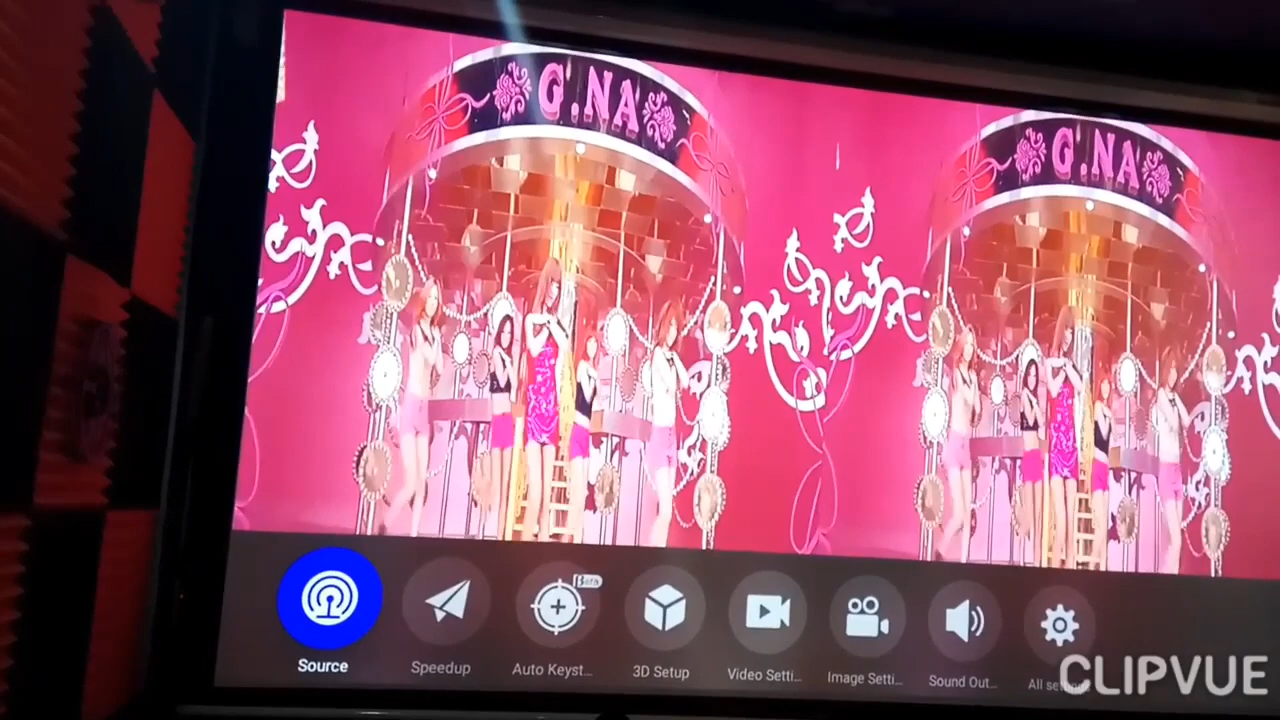 G.NA
G.NA
Beta
Source
Speedup
Auto Keyst...
3D Setup
Video Setti...
Image Setti...
Sound Out...
All settings
CLIPVUE